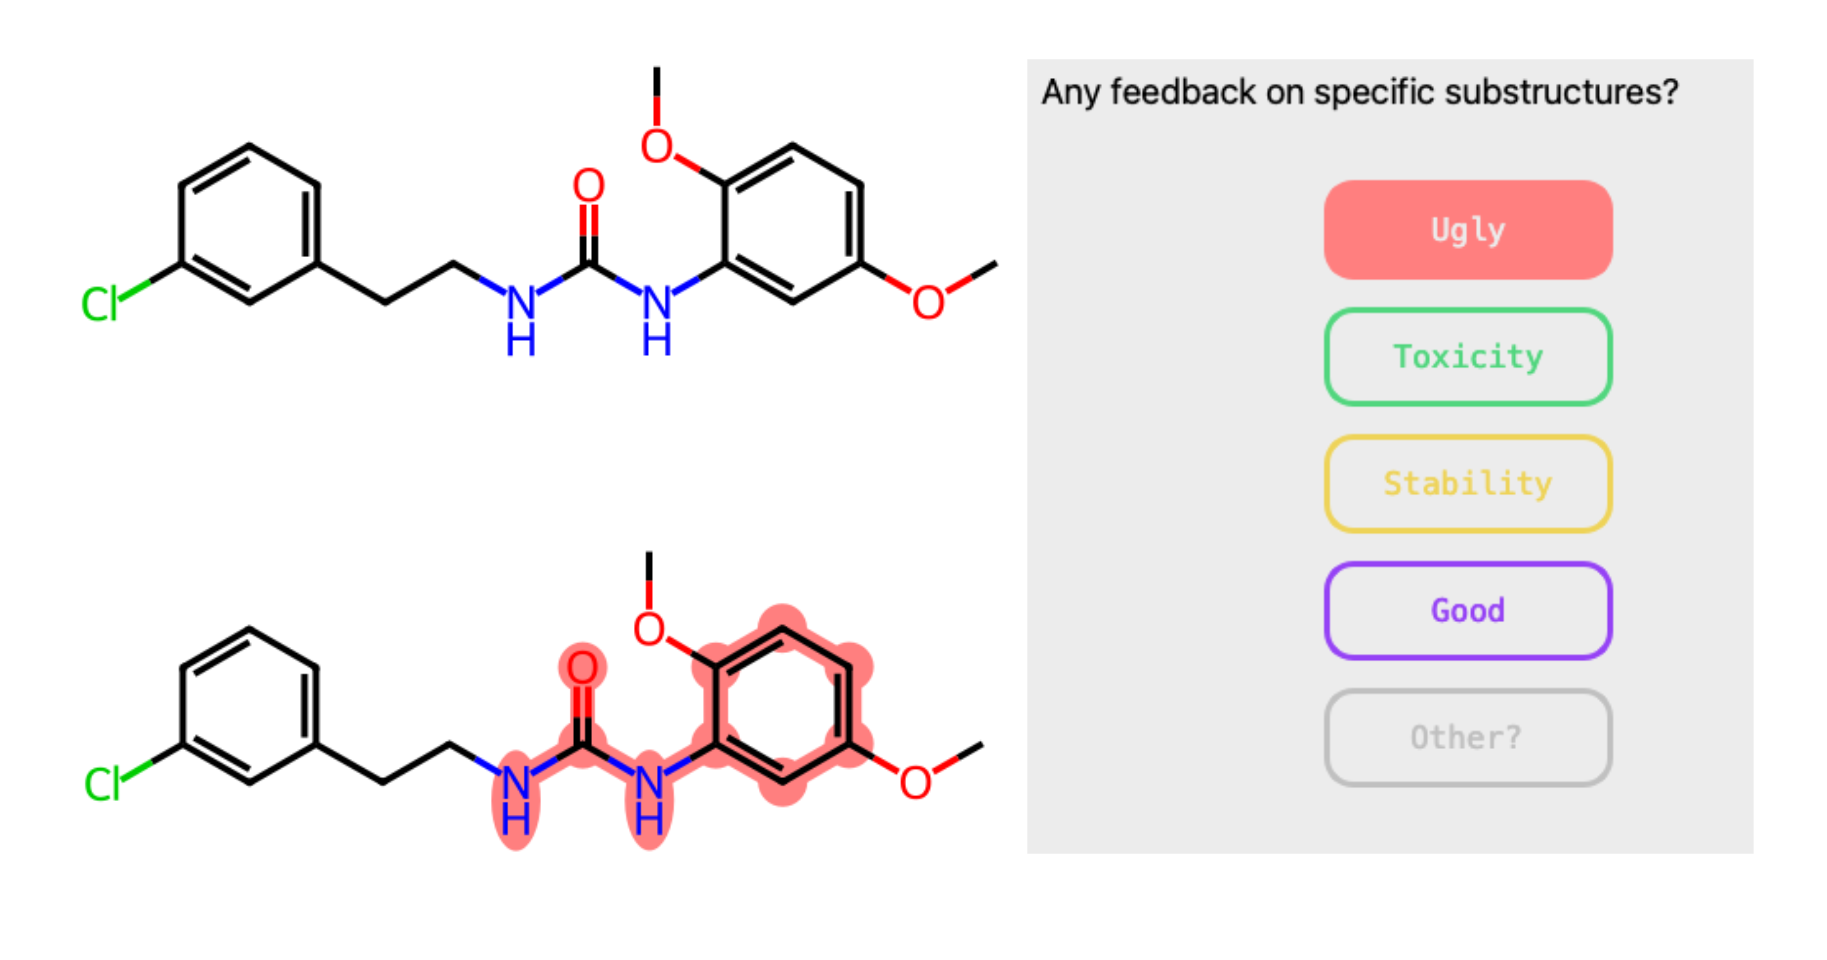 Any feedback on specific substructures?
O
O
Cl
N
H
N
H
O
Ugly
Toxicity
Stability
Good
Other?
O
O
Cl
N
H
N
H
O